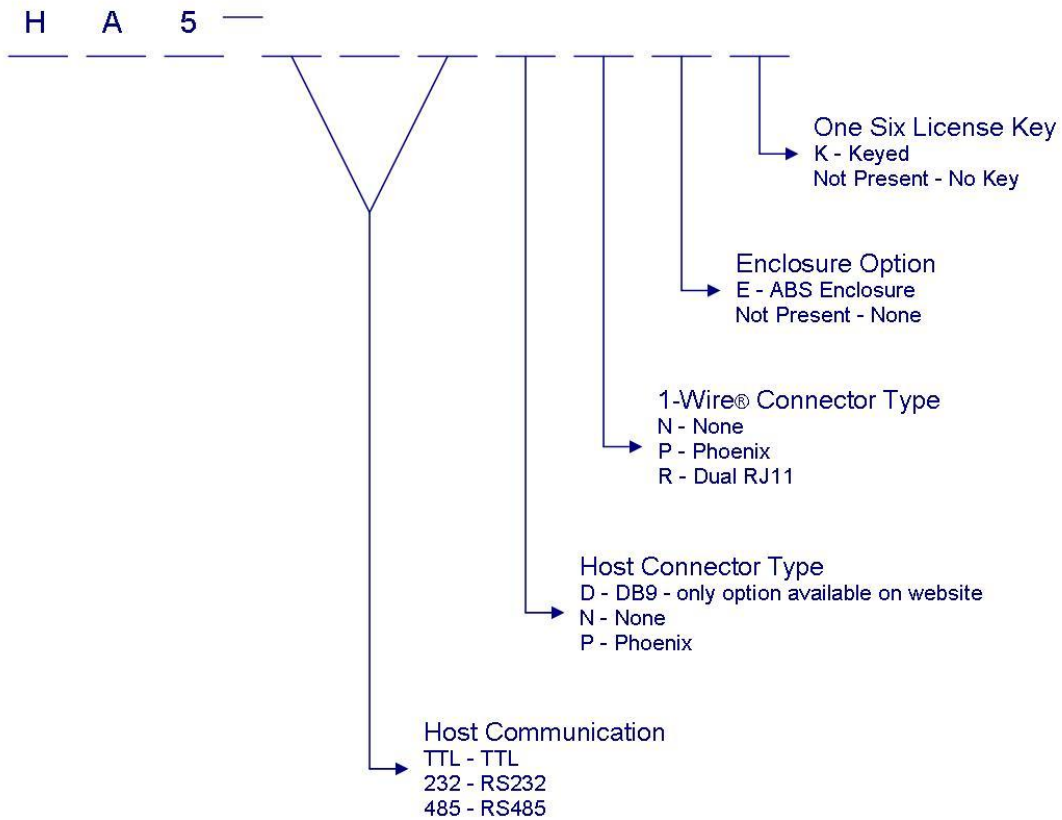 H A 5 —
One Six License Key
K - Keyed
Not Present - No Key
Enclosure Option
E - ABS Enclosure
Not Present - None
1-Wire® Connector Type
N - None
P - Phoenix
R - Dual RJ11
Host Connector Type
D - DB9 - only option available on website
N - None
P - Phoenix
Host Communication
TTL - TTL
232 - RS232
485 - RS485